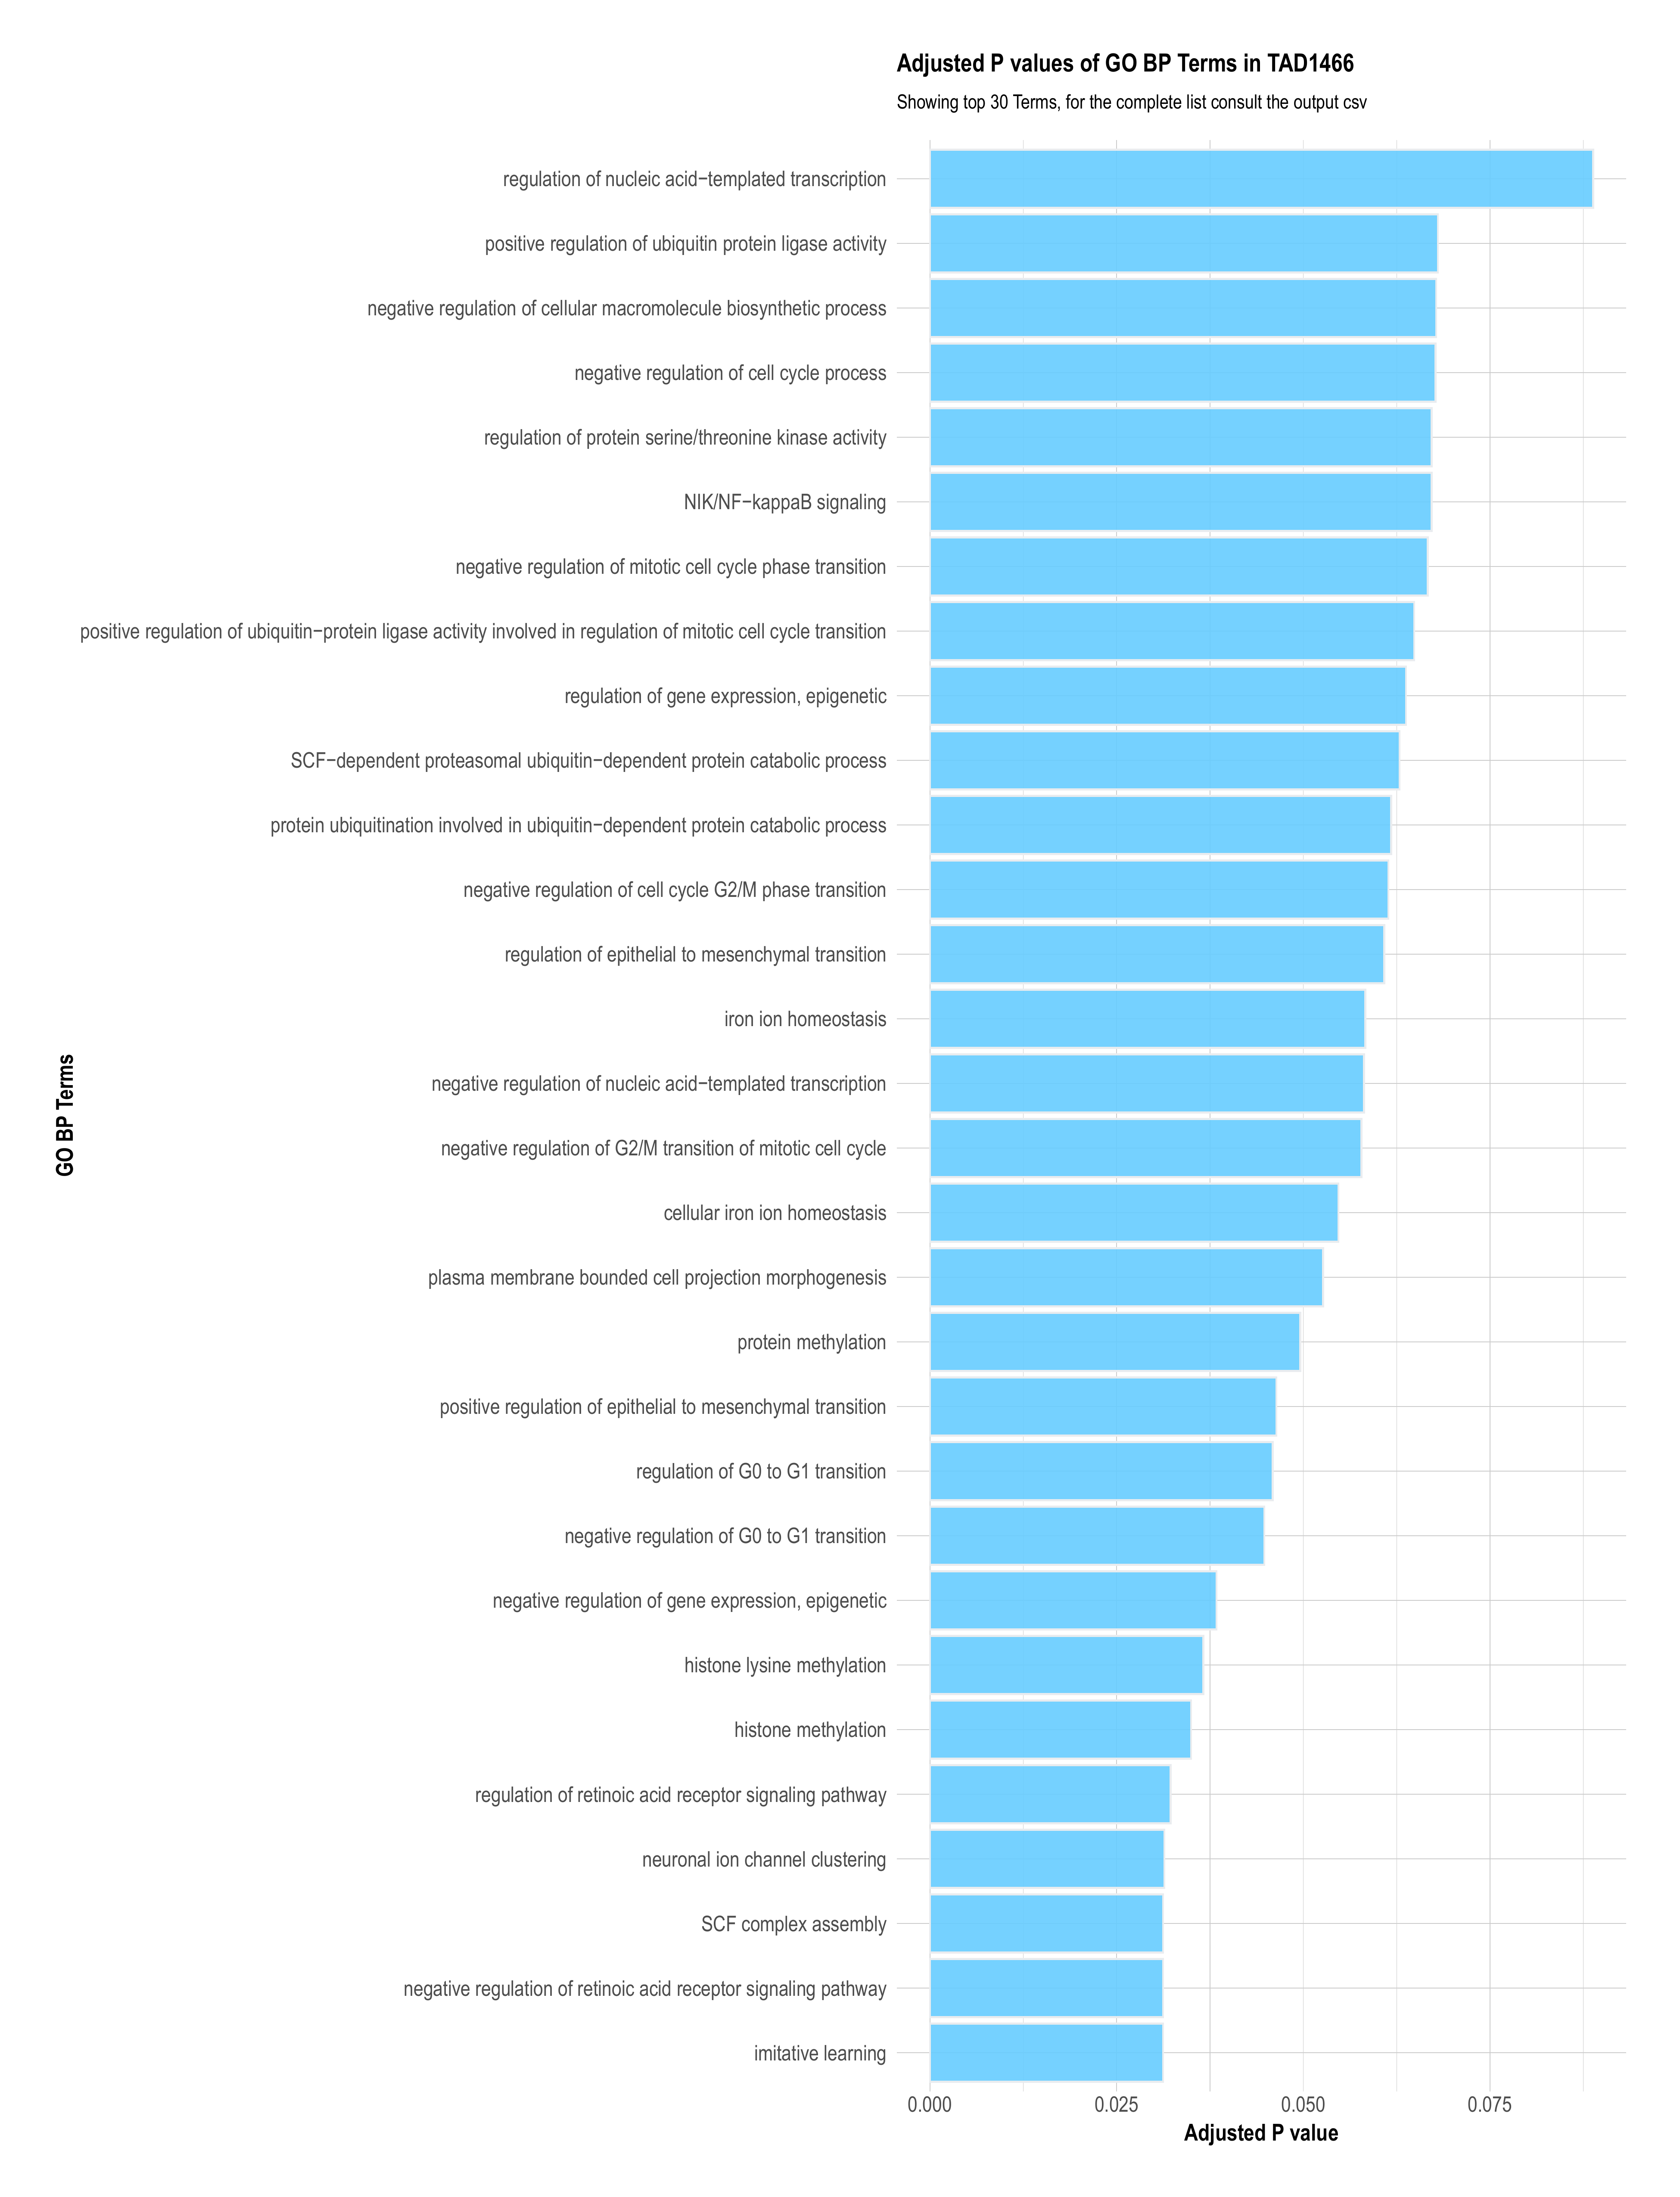 Adjusted P values of GO BP Terms in TAD1466
Showing top 30 Terms, for the complete list consult the output csv
regulation of nucleic acid−templated transcription
positive regulation of ubiquitin protein ligase activity
negative regulation of cellular macromolecule biosynthetic process
negative regulation of cell cycle process
regulation of protein serine/threonine kinase activity
NIK/NF−kappaB signaling
negative regulation of mitotic cell cycle phase transition
positive regulation of ubiquitin−protein ligase activity involved in regulation of mitotic cell cycle transition
regulation of gene expression, epigenetic
SCF−dependent proteasomal ubiquitin−dependent protein catabolic process
protein ubiquitination involved in ubiquitin−dependent protein catabolic process
negative regulation of cell cycle G2/M phase transition
regulation of epithelial to mesenchymal transition
iron ion homeostasis
negative regulation of nucleic acid−templated transcription
negative regulation of G2/M transition of mitotic cell cycle
cellular iron ion homeostasis
plasma membrane bounded cell projection morphogenesis
protein methylation
positive regulation of epithelial to mesenchymal transition
regulation of G0 to G1 transition
negative regulation of G0 to G1 transition
negative regulation of gene expression, epigenetic
histone lysine methylation
histone methylation
regulation of retinoic acid receptor signaling pathway
neuronal ion channel clustering
SCF complex assembly
negative regulation of retinoic acid receptor signaling pathway
imitative learning
GO BP Terms
0.000 0.025 0.050 0.075
Adjusted P value